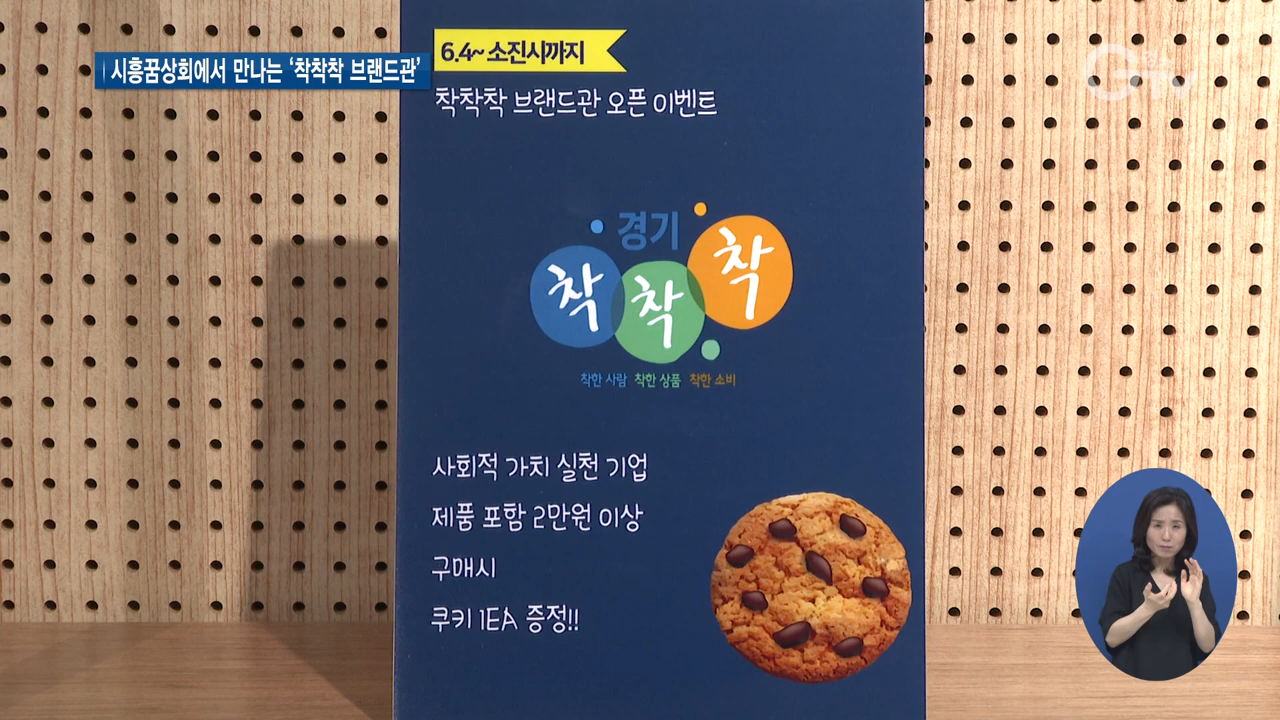 시흥꿈상회에서 만나는 '착착착 브랜드관'
GTV
6.4~ 소진시까지
착착착 브랜드관 오픈 이벤트
경기
착 착 착
착한 사람 착한 상품 착한 소비
사회적 가치 실천 기업
제품 포함 2만원 이상
구매시
쿠키 1EA 증정!!